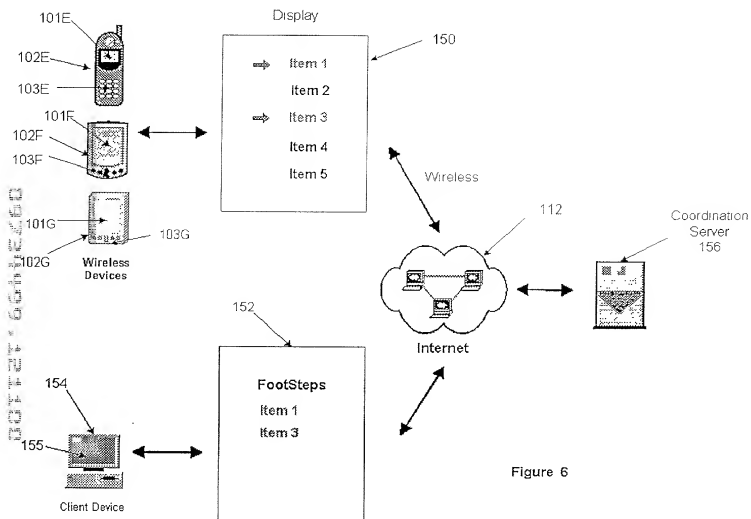 Display
101E
102E
103E
101F
102F
103F
101G
102G
103G
Wireless
Devices
150
Item 1
Item 2
Item 3
Item 4
Item 5
Wireless
112
Internet
Coordination
Server
156
152
FootSteps
Item 1
Item 3
154
155
Client Device
Figure 6